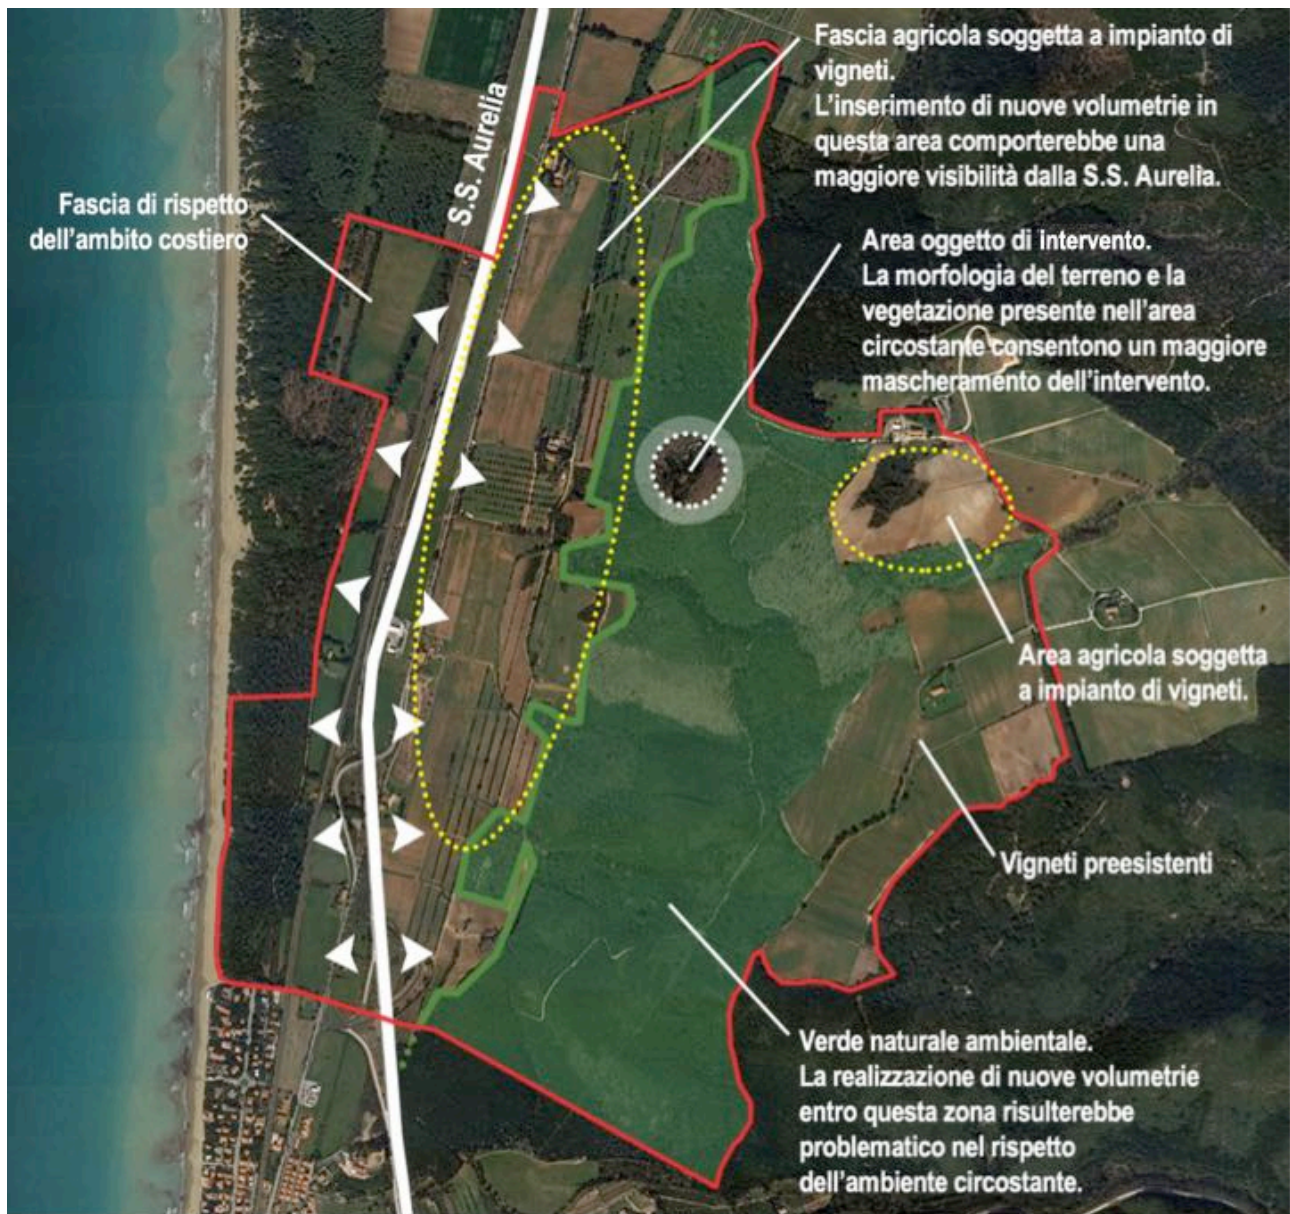 Fascia agricola soggetta a impianto di
vigneti.
L'inserimento di nuove volumetrie in
questa area comporterebbe una
maggiore visibilità dalla S.S. Aurelia.
S.S. Aurelia
Fascia di rispetto
dell'ambito costiero
Area oggetto di intervento.
La morfologia del terreno e la
vegetazione presente nell'area
circostante consentono un maggiore
mascheramento dell'intervento.
Area agricola soggetta
a impianto di vigneti.
Vigneti preesistenti
Verde naturale ambientale.
La realizzazione di nuove volumetrie
entro questa zona risulterebbe
problematico nel rispetto
dell'ambiente circostante.